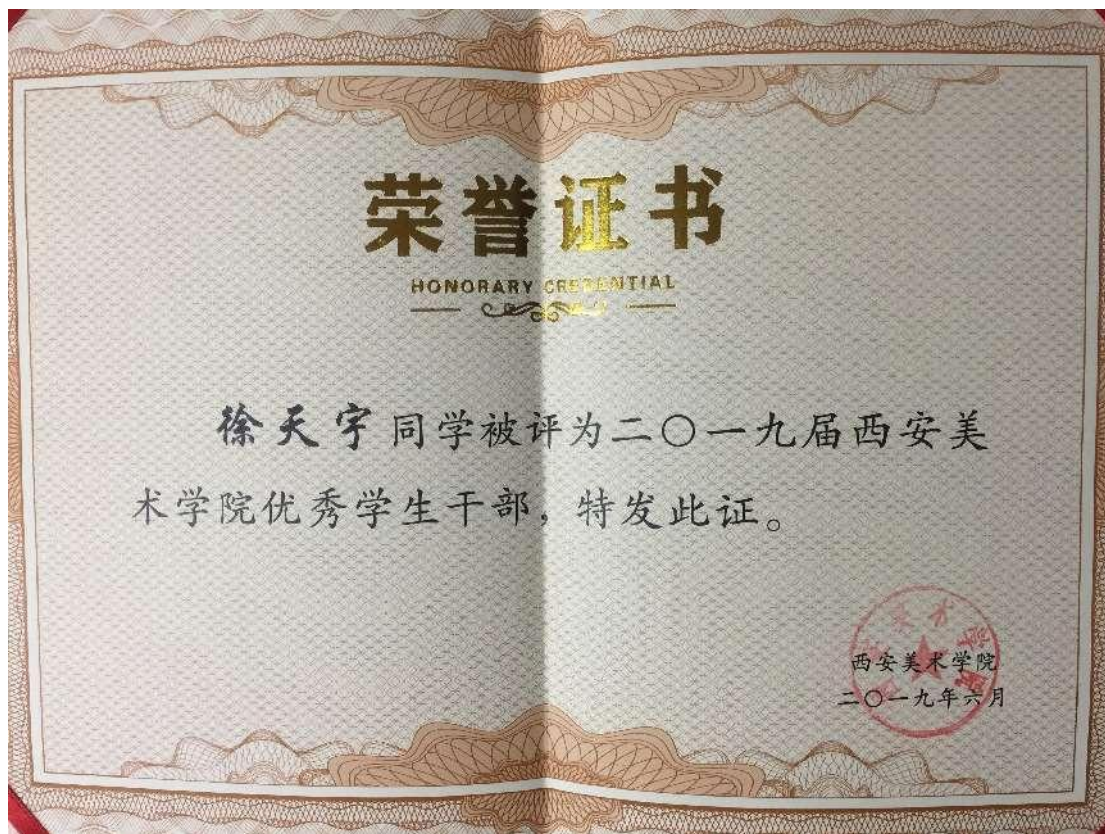 荣誉证书
HONORARY CREDENTIAL
徐天宇同学被评为二〇一九届西安美
术学院优秀学生干部，特发此证。
西安美术学院
二〇一九年六月